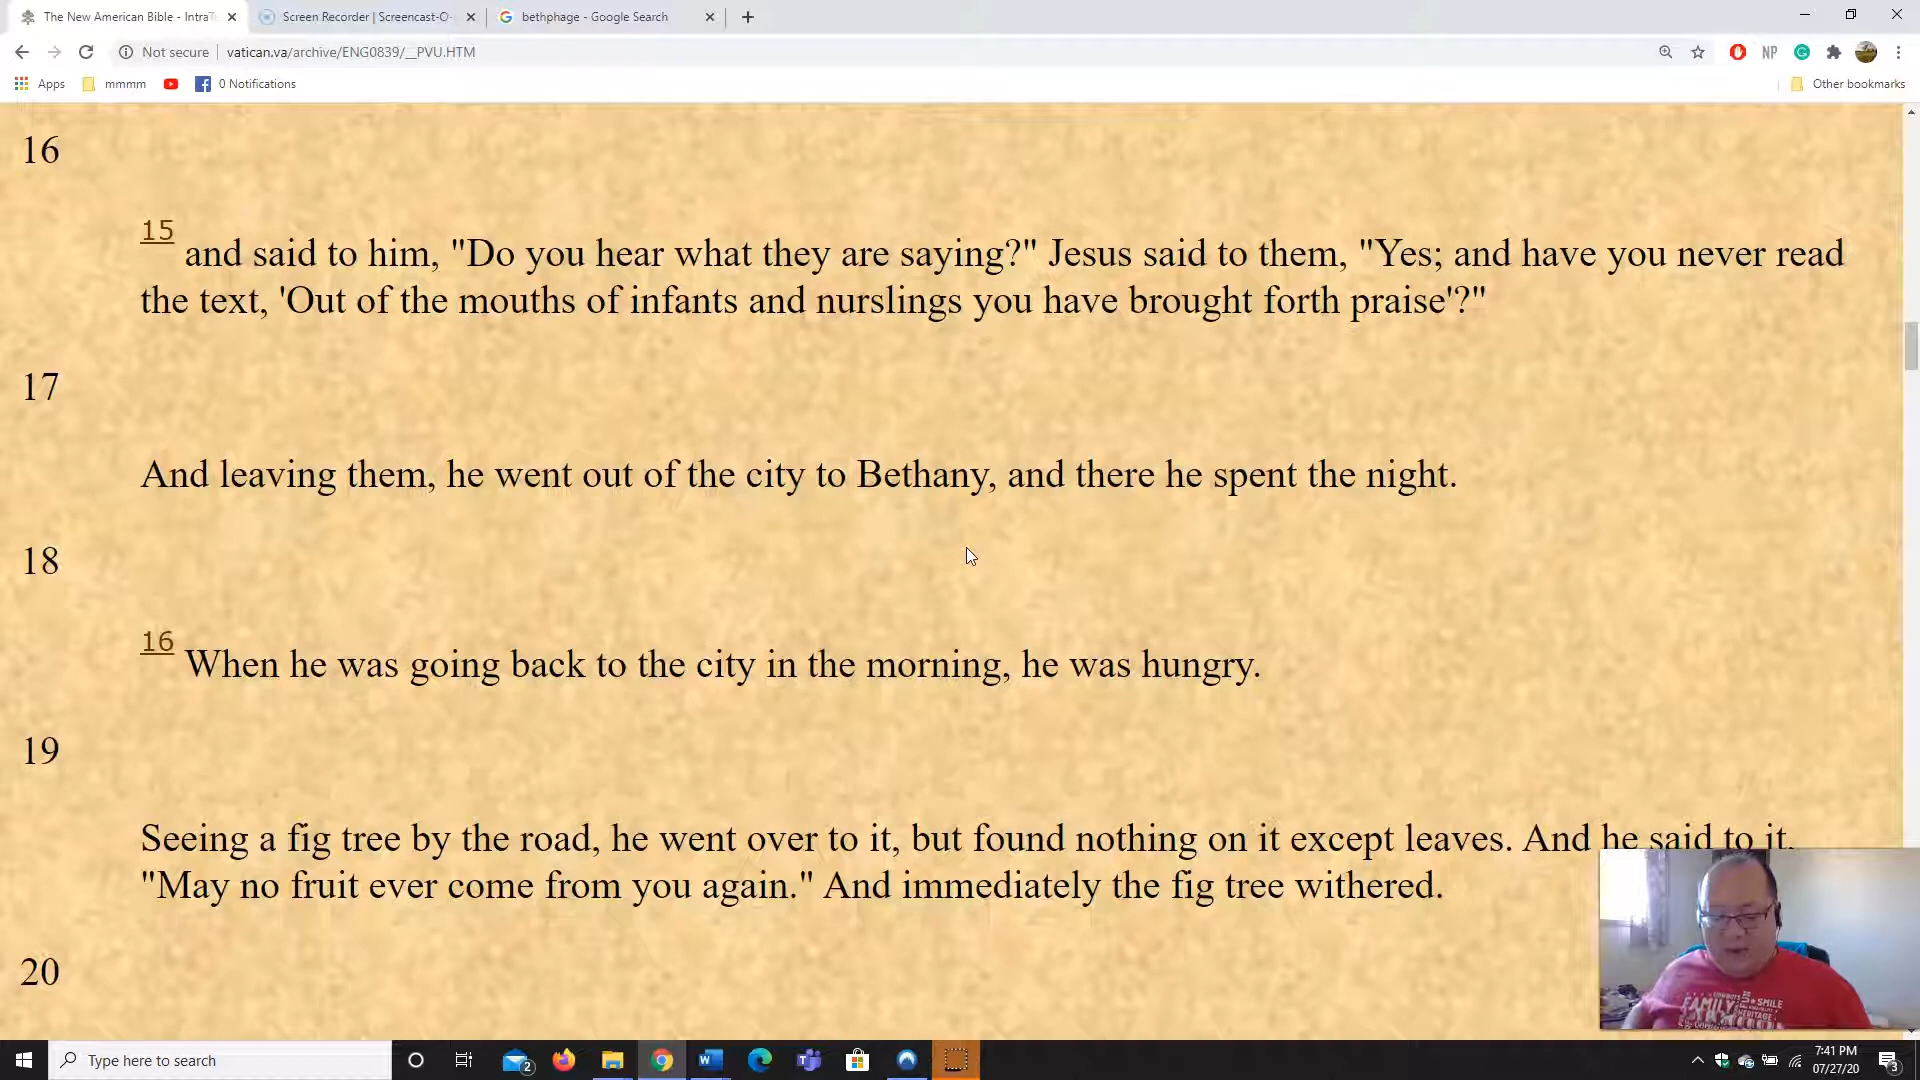 The New American Bible - IntraTe
Screen Recorder | Screencast-O-
bethphage - Google Search
Not secure
vatican.va/archive/ENG0839/__PVU.HTM
NP
Apps
mmmm
0 Notifications
Other bookmarks
16
15 and said to him, "Do you hear what they are saying?" Jesus said to them, "Yes; and have you never read
the text, 'Out of the mouths of infants and nurslings you have brought forth praise'?"
17
And leaving them, he went out of the city to Bethany, and there he spent the night.
18
16 When he was going back to the city in the morning, he was hungry.
19
Seeing a fig tree by the road, he went over to it, but found nothing on it except leaves. And he said to it,
"May no fruit ever come from you again." And immediately the fig tree withered.
20
SMILE
FAMILY
HERITAGE
Type here to search
2
7:41 PM
07/27/20
3